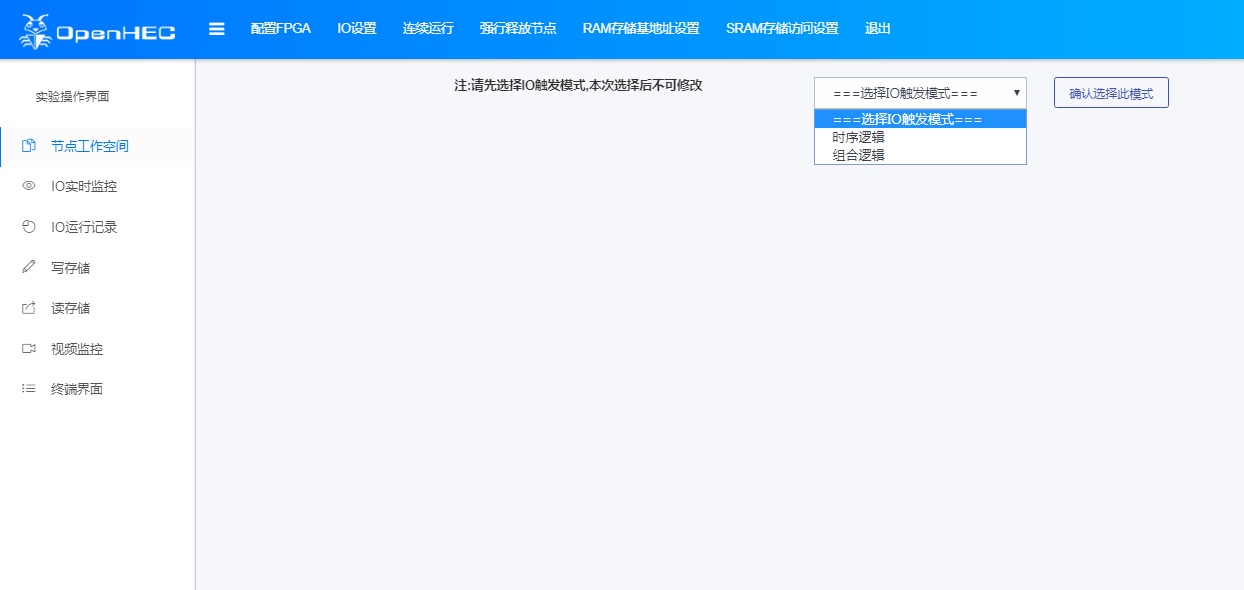 OpenHEC
配置FPGA
IO设置
连续运行
强行释放节点
RAM存储基地址设置
SRAM存储访问设置
退出
实验操作界面
节点工作空间
IO实时监控
IO运行记录
写存储
读存储
视频监控
终端界面
注:请先选择IO触发模式,本次选择后不可修改
===选择IO触发模式===
===选择IO触发模式===
时序逻辑
组合逻辑
确认选择此模式